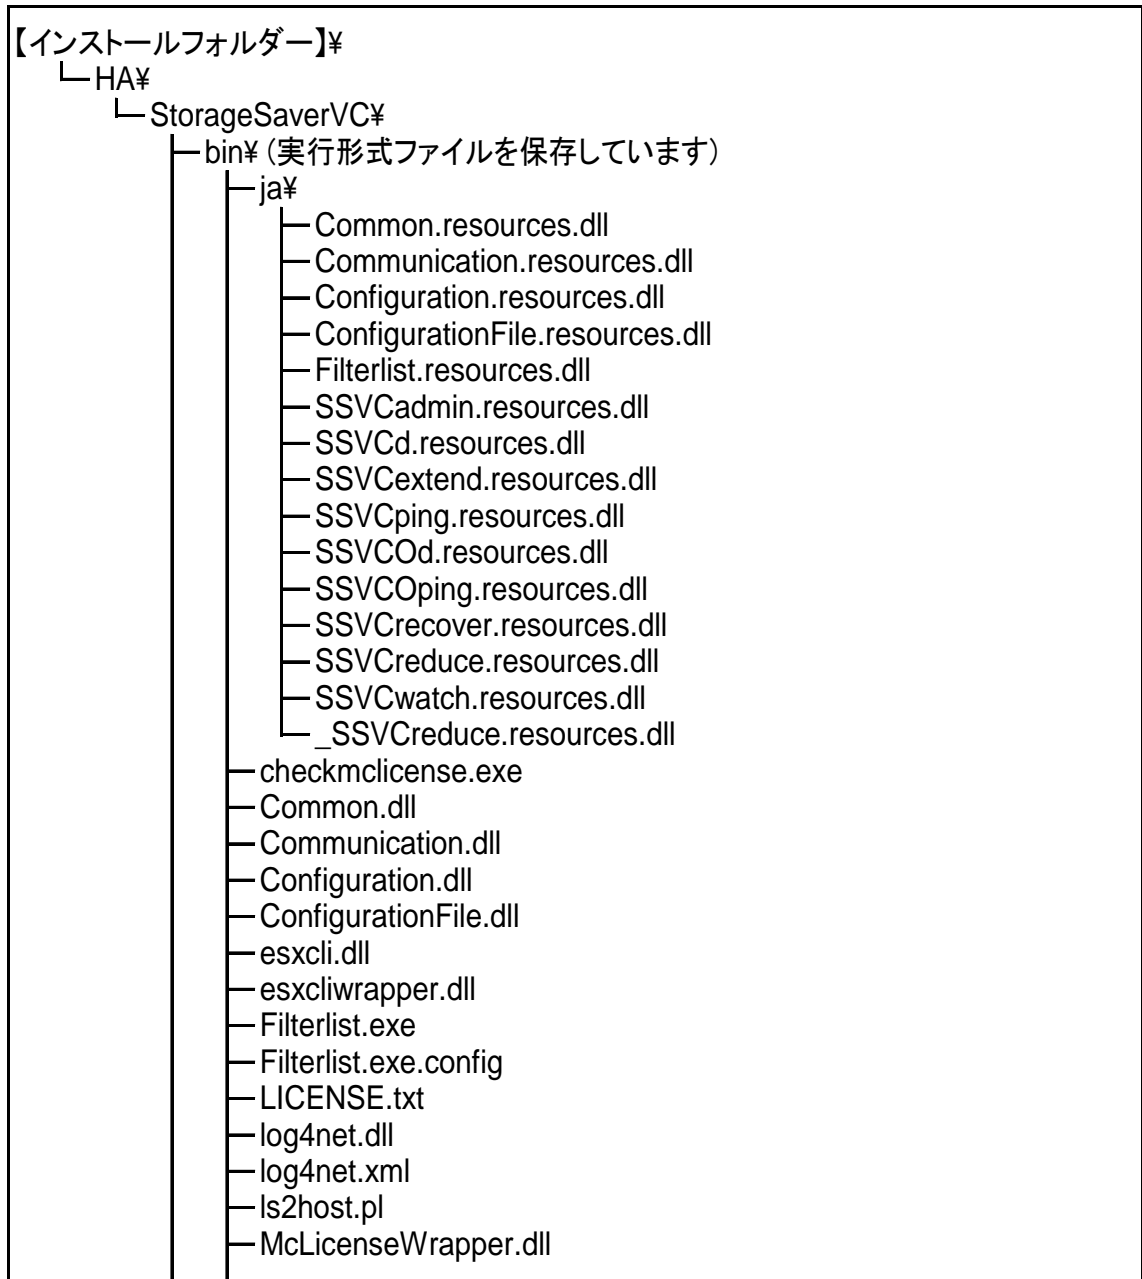 【インストールフォルダー】¥
HA¥
StorageSaverVC¥
bin¥ (実行形式ファイルを保存しています)
ja¥
Common.resources.dll
Communication.resources.dll
Configuration.resources.dll
ConfigurationFile.resources.dll
Filterlist.resources.dll
SSVCadmin.resources.dll
SSVCd.resources.dll
SSVCextend.resources.dll
SSVCping.resources.dll
SSVCOd.resources.dll
SSVCOping.resources.dll
SSVCrecover.resources.dll
SSVCreduce.resources.dll
SSVCwatch.resources.dll
_SSVCreduce.resources.dll
checkmclicense.exe
Common.dll
Communication.dll
Configuration.dll
ConfigurationFile.dll
esxcli.dll
esxcliwrapper.dll
Filterlist.exe
Filterlist.exe.config
LICENSE.txt
log4net.dll
log4net.xml
ls2host.pl
McLicenseWrapper.dll